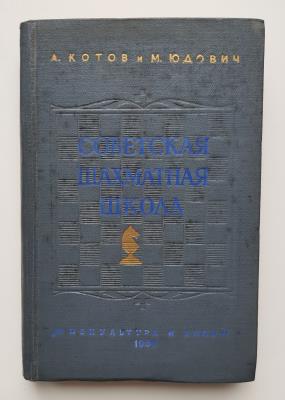 А. КОТОВ и М. ЮДОВИЧ
СОВЕТСКАЯ
ШАХМАТНАЯ
ШКОЛА
ФИЗКУЛЬТУРА И СПОРТ